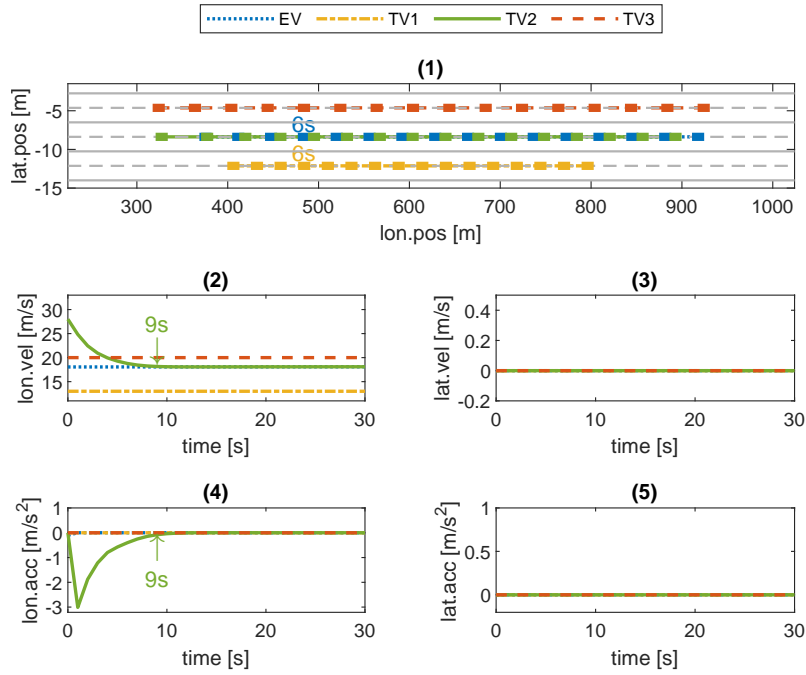 EV TV1 TV2 TV3
(1)
lat.pos [m]
-5
-10
-15
6s
6s
300 400 500 600 700 800 900 1000
lon.pos [m]
(2)
lon.vel [m/s]
30
25
20
15
9s
0 10 20 30
time [s]
(3)
lat.vel [m/s]
0.4
0.2
0
-0.2
0 10 20 30
time [s]
(4)
lon.acc [m/s²]
1
0
-1
-2
-3
9s
0 10 20 30
time [s]
(5)
lat.acc [m/s²]
1
0.5
0
0 10 20 30
time [s]